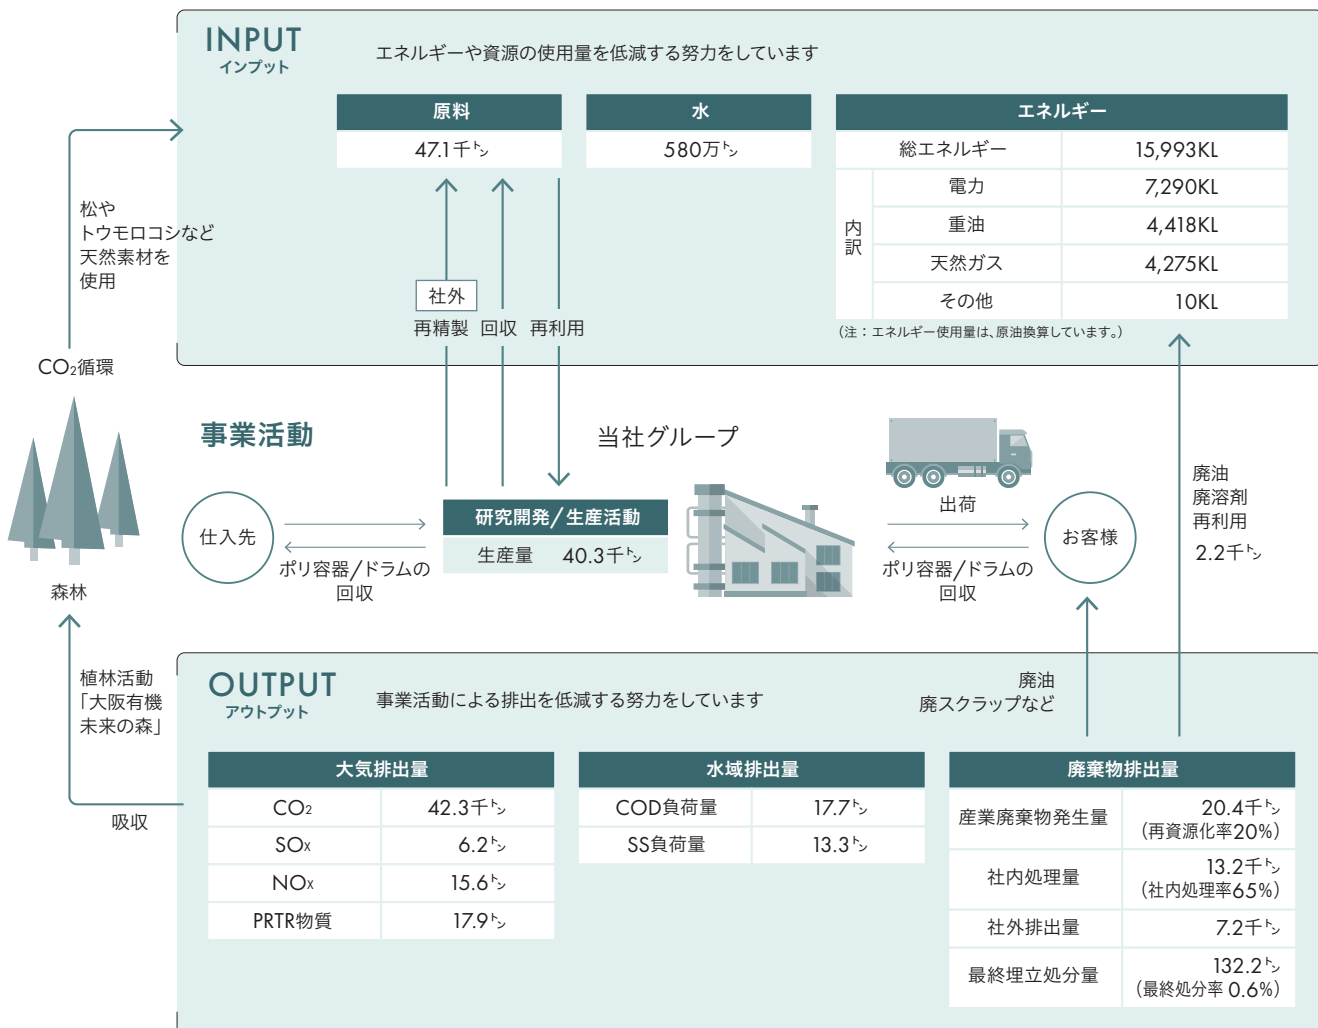 INPUT
インプット
エネルギーや資源の使用量を低減する努力をしています
原料
47.1千トン
水
580万トン
エネルギー
総エネルギー 15,993KL
内訳
電力 7,290KL
重油 4,418KL
天然ガス 4,275KL
その他 10KL
(注：エネルギー使用量は、原油換算しています。)
松や
トウモロコシなど
天然素材を
使用
社外
再精製
回収
再利用
CO₂循環
森林
事業活動
当社グループ
仕入先
ポリ容器/ドラムの
回収
研究開発/生産活動
生産量 40.3千トン
出荷
ポリ容器/ドラムの
回収
お客様
廃油
廃溶剤
再利用
2.2千トン
植林活動
「大阪有機
未来の森」
吸収
OUTPUT
アウトプット
事業活動による排出を低減する努力をしています
廃油
廃スクラップなど
大気排出量
CO₂ 42.3千トン
SOx 6.2トン
NOx 15.6トン
PRTR物質 17.9トン
水域排出量
COD負荷量 17.7トン
SS負荷量 13.3トン
廃棄物排出量
産業廃棄物発生量 20.4千トン
(再資源化率20%)
社内処理量 13.2千トン
(社内処理率65%)
社外排出量 7.2千トン
最終埋立処分量 132.2トン
(最終処分率 0.6%)